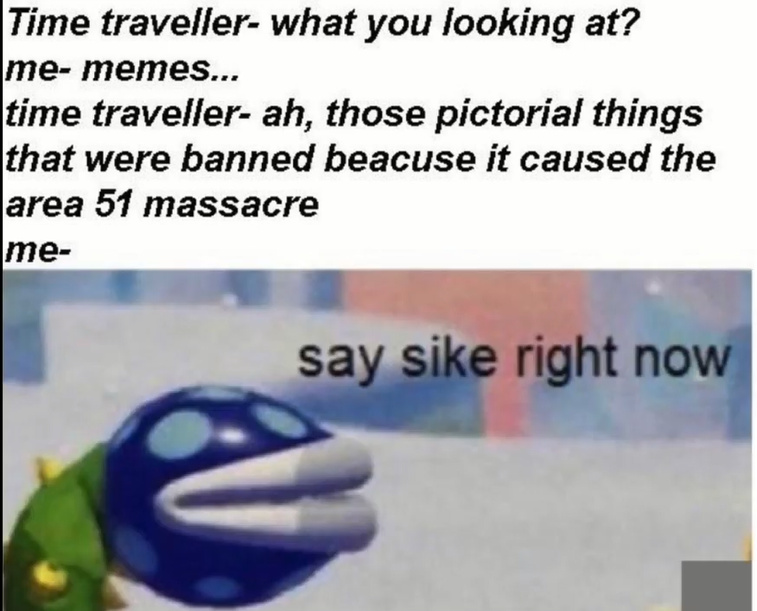 Time traveller- what you looking at?
me- memes...
time traveller- ah, those pictorial things
that were banned beacuse it caused the
area 51 massacre
me-
say sike right now